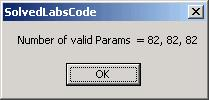 SolvedLabsCode
Number of valid Params = 82, 82, 82
OK